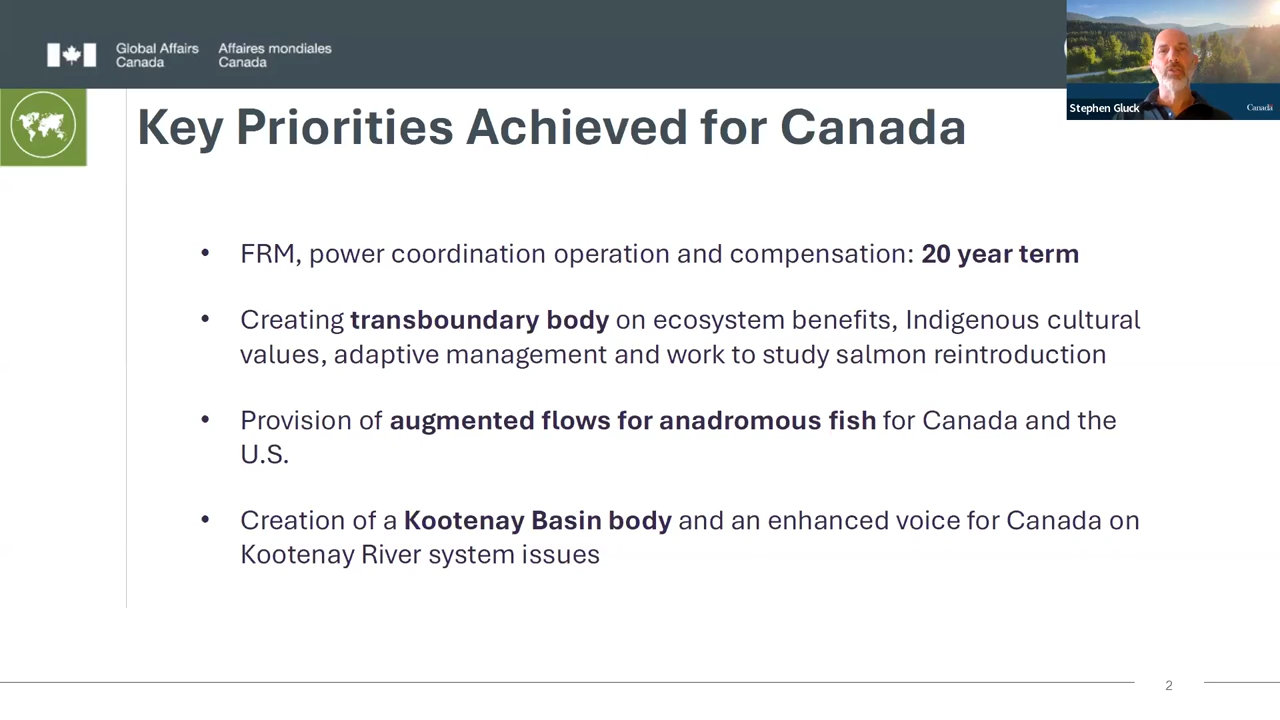 Global Affairs Canada
Affaires mondiales Canada
Stephen Gluck
Canada
Key Priorities Achieved for Canada
• FRM, power coordination operation and compensation: 20 year term
• Creating transboundary body on ecosystem benefits, Indigenous cultural
values, adaptive management and work to study salmon reintroduction
• Provision of augmented flows for anadromous fish for Canada and the
U.S.
• Creation of a Kootenay Basin body and an enhanced voice for Canada on
Kootenay River system issues
2